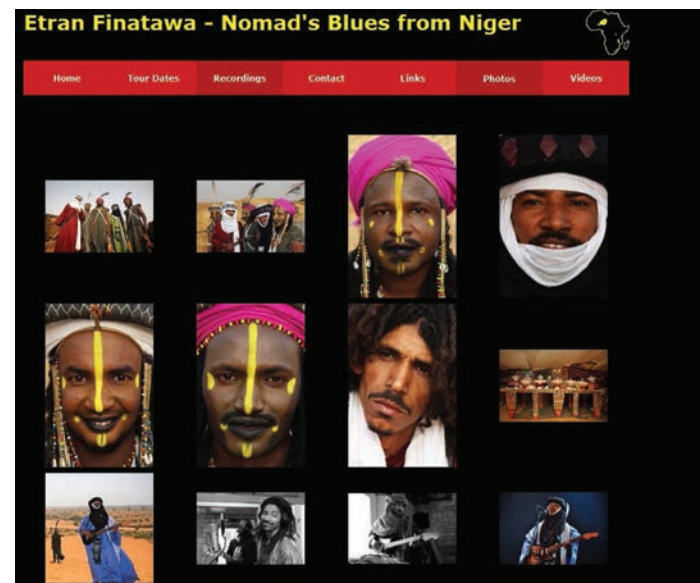 Etran Finatawa - Nomad's Blues from Niger
Home Tour Dates Recordings Contact Links Photos Videos